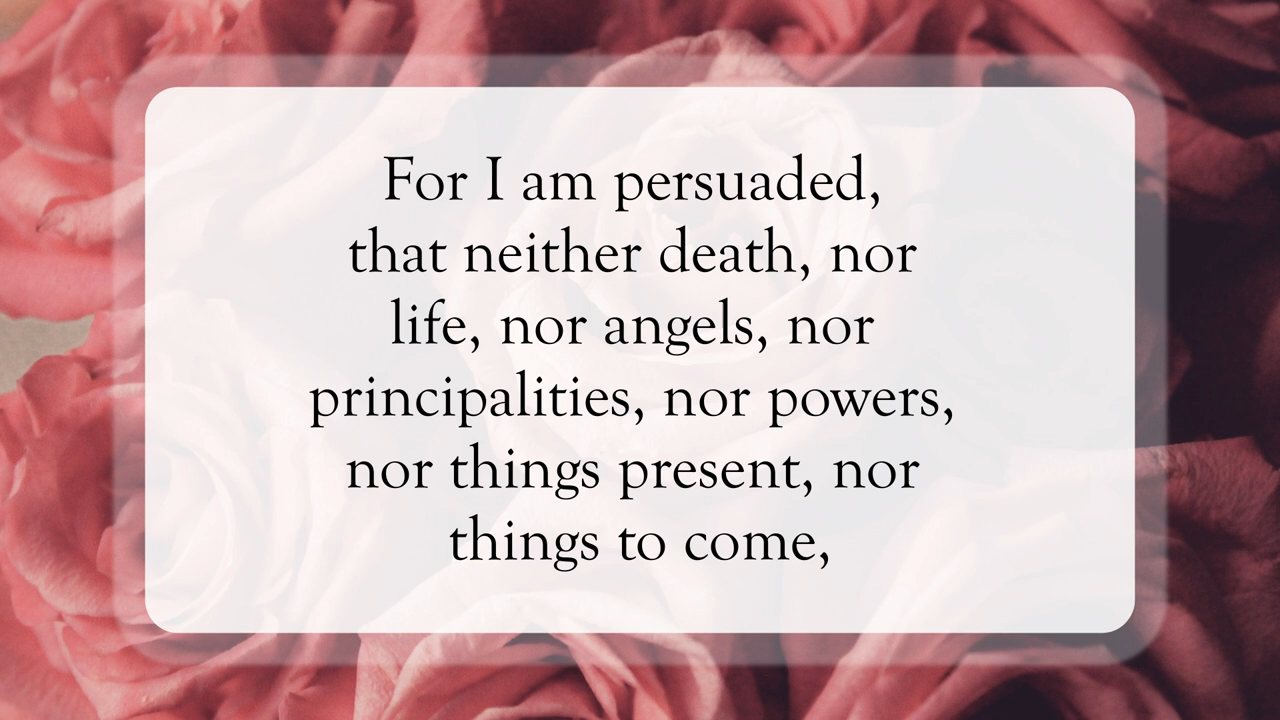 For I am persuaded,
that neither death, nor
life, nor angels, nor
principalities, nor powers,
nor things present, nor
things to come,